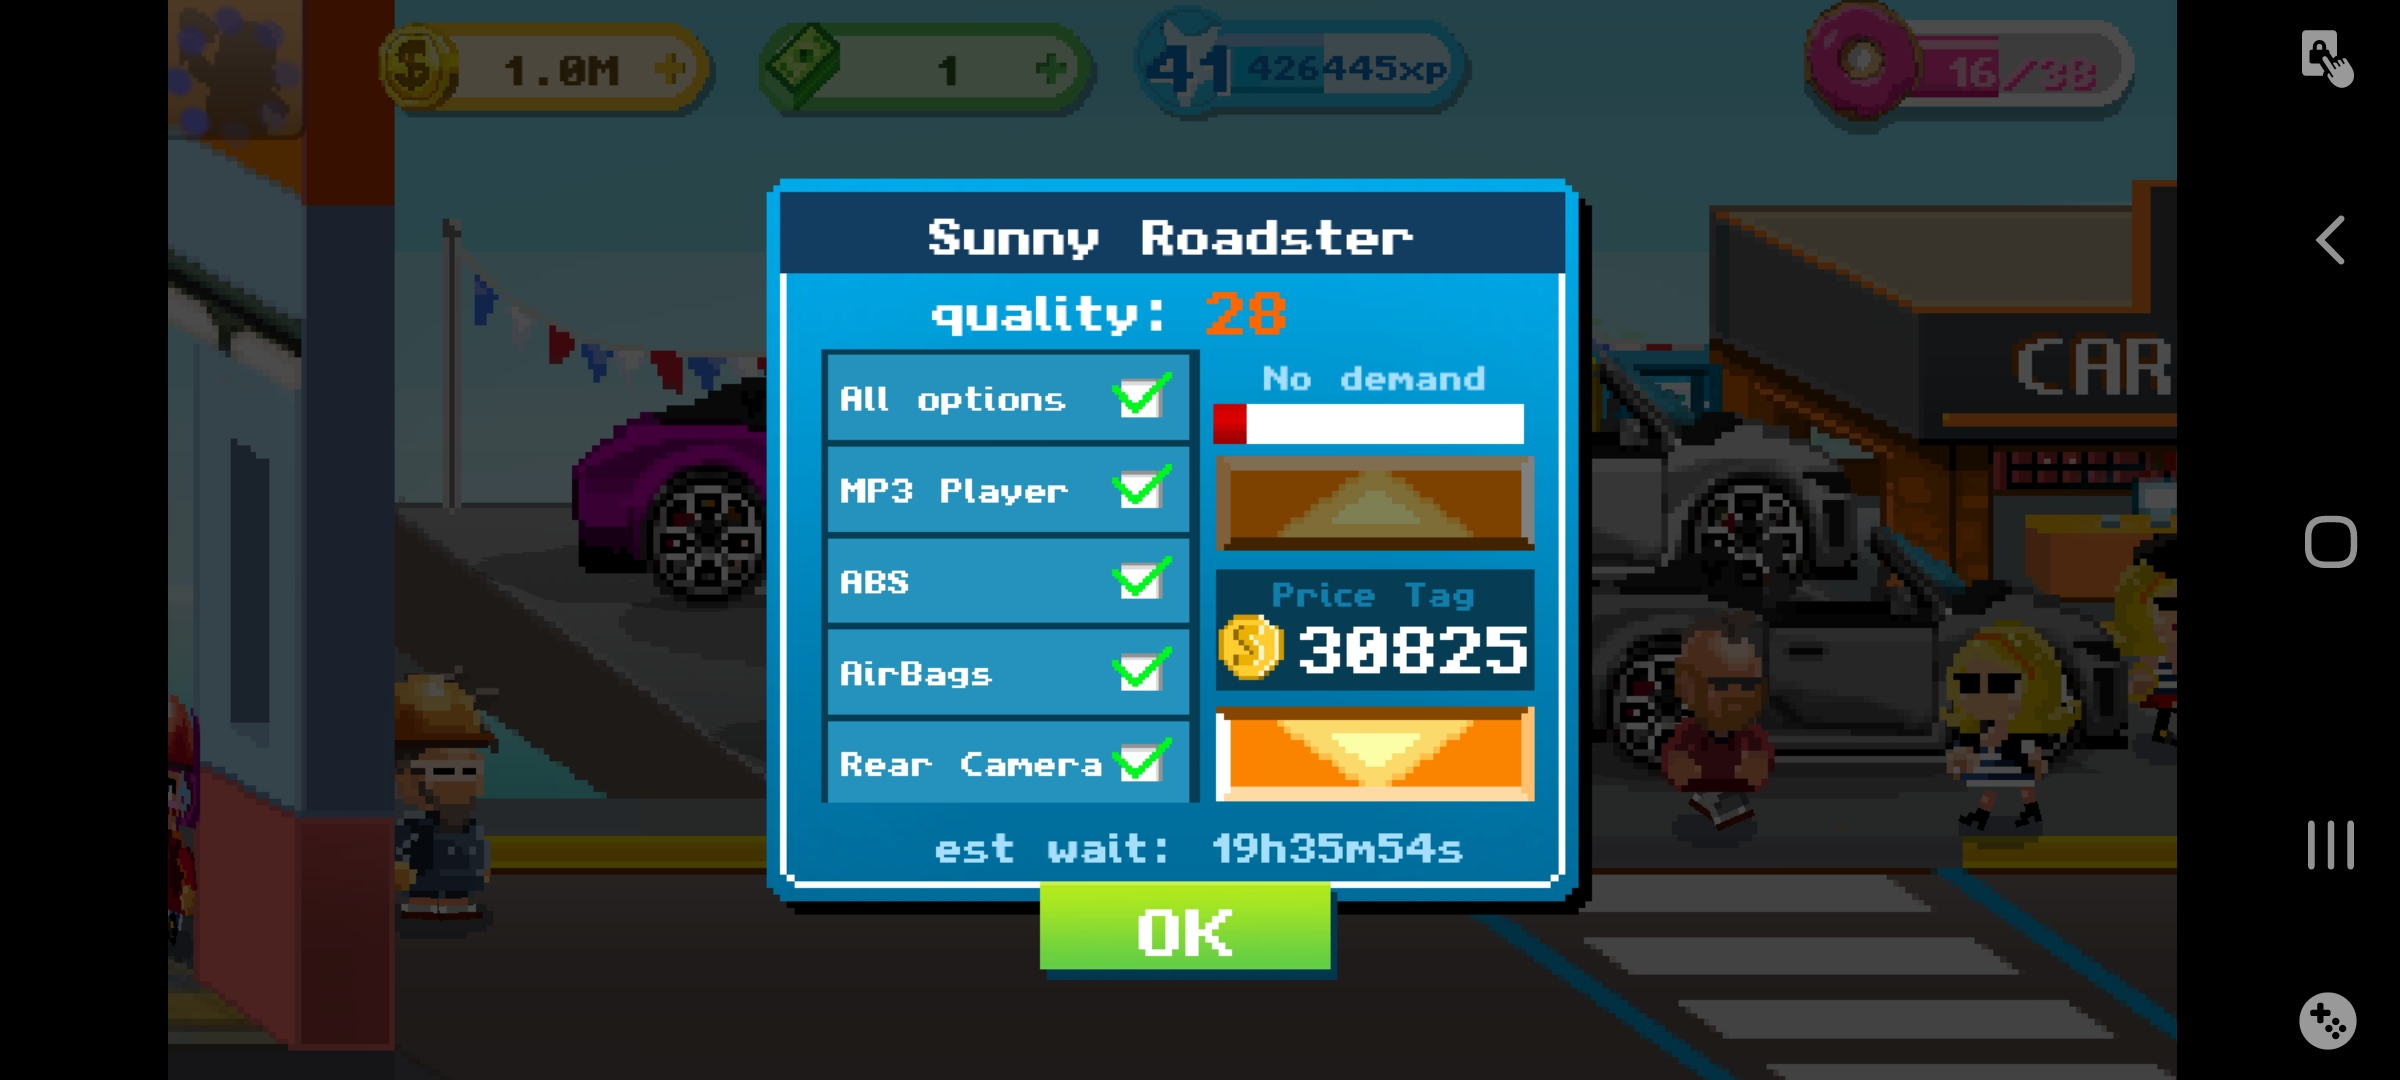 1.0M
1
41 426445xp
16/38
Sunny Roadster
quality: 28
All options
MP3 Player
ABS
AirBags
Rear Camera
No demand
Price Tag
30825
est wait: 19h35m54s
OK
CAR